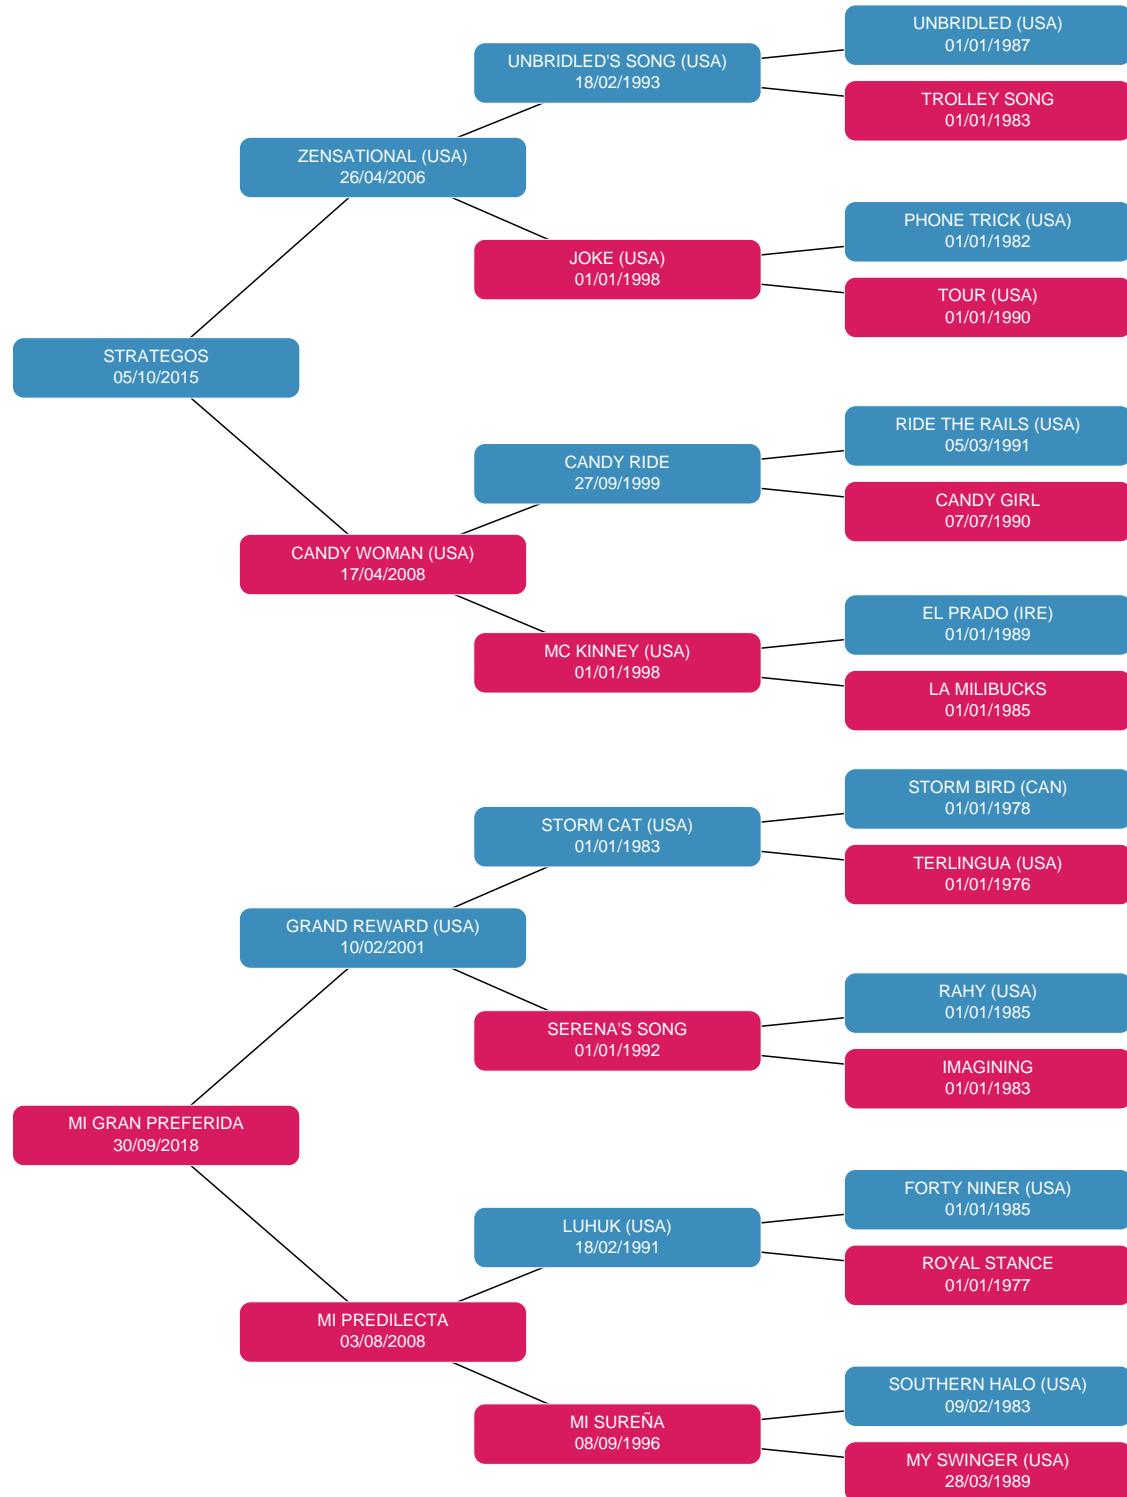 UNBRIDLED (USA)
01/01/1987
UNBRIDLED'S SONG (USA)
18/02/1993
TROLLEY SONG
01/01/1983
ZENSATIONAL (USA)
26/04/2006
PHONE TRICK (USA)
01/01/1982
JOKE (USA)
01/01/1998
TOUR (USA)
01/01/1990
STRATEGOS
05/10/2015
RIDE THE RAILS (USA)
05/03/1991
CANDY RIDE
27/09/1999
CANDY GIRL
07/07/1990
CANDY WOMAN (USA)
17/04/2008
EL PRADO (IRE)
01/01/1989
MC KINNEY (USA)
01/01/1998
LA MILIBUCKS
01/01/1985
STORM BIRD (CAN)
01/01/1978
STORM CAT (USA)
01/01/1983
TERLINGUA (USA)
01/01/1976
GRAND REWARD (USA)
10/02/2001
RAHY (USA)
01/01/1985
SERENA'S SONG
01/01/1992
IMAGINING
01/01/1983
MI GRAN PREFERIDA
30/09/2018
FORTY NINER (USA)
01/01/1985
LUHUK (USA)
18/02/1991
ROYAL STANCE
01/01/1977
MI PREDILECTA
03/08/2008
SOUTHERN HALO (USA)
09/02/1983
MI SUREÑA
08/09/1996
MY SWINGER (USA)
28/03/1989